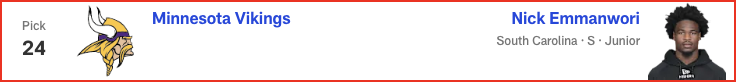 Pick
24
Minnesota Vikings
Nick Emmanwori
South Carolina · S · Junior